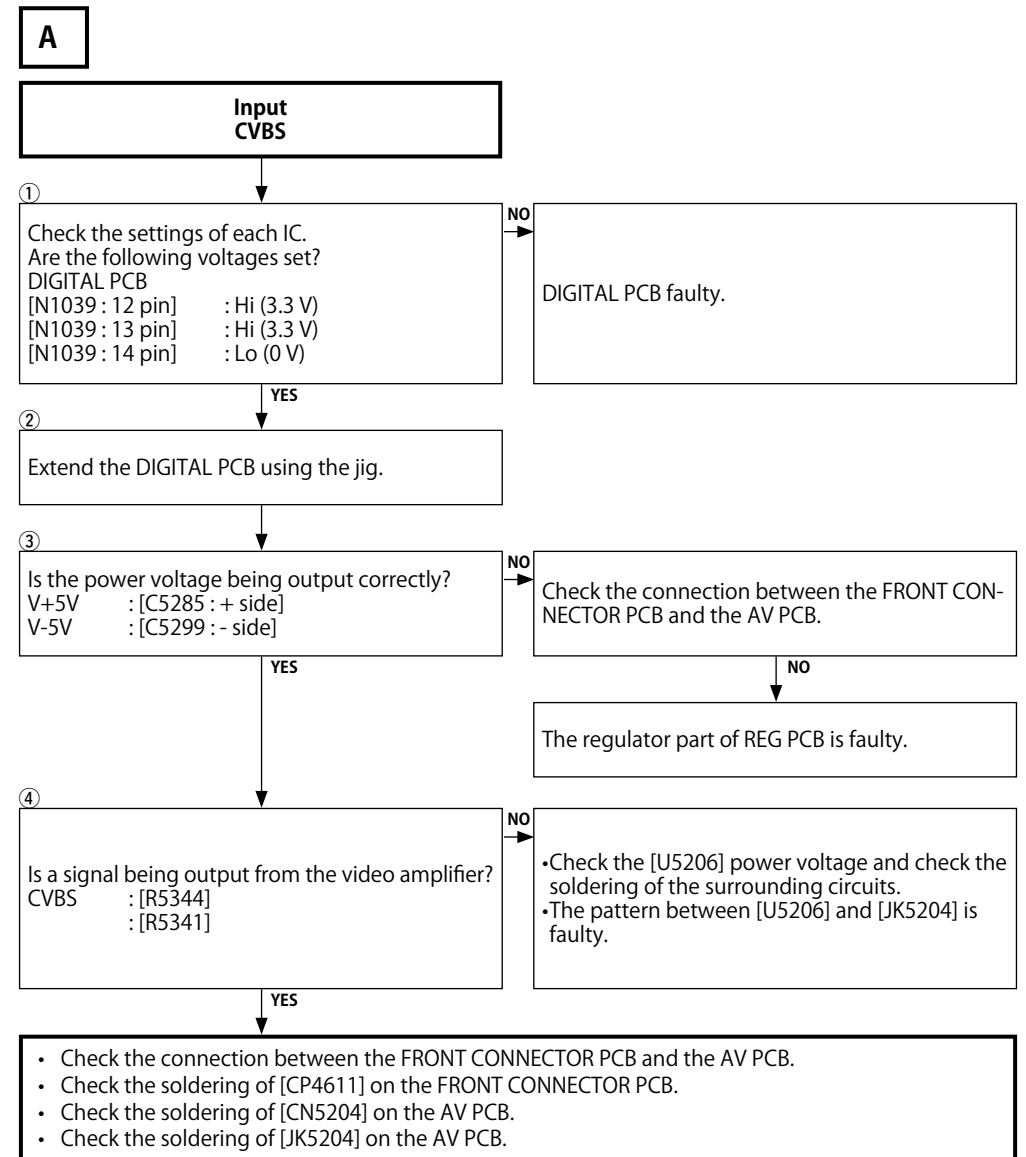 A
Input
CVBS
①
Check the settings of each IC.
Are the following voltages set?
DIGITAL PCB
[N1039 : 12 pin] : Hi (3.3 V)
[N1039 : 13 pin] : Hi (3.3 V)
[N1039 : 14 pin] : Lo (0 V)
NO
DIGITAL PCB faulty.
YES
②
Extend the DIGITAL PCB using the jig.
③
Is the power voltage being output correctly?
V+5V : [C5285 : + side]
V-5V : [C5299 : - side]
NO
Check the connection between the FRONT CON-
NECTOR PCB and the AV PCB.
YES
NO
The regulator part of REG PCB is faulty.
④
Is a signal being output from the video amplifier?
CVBS : [R5344]
: [R5341]
NO
•Check the [U5206] power voltage and check the
soldering of the surrounding circuits.
•The pattern between [U5206] and [JK5204] is
faulty.
YES
• Check the connection between the FRONT CONNECTOR PCB and the AV PCB.
• Check the soldering of [CP4611] on the FRONT CONNECTOR PCB.
• Check the soldering of [CN5204] on the AV PCB.
• Check the soldering of [JK5204] on the AV PCB.